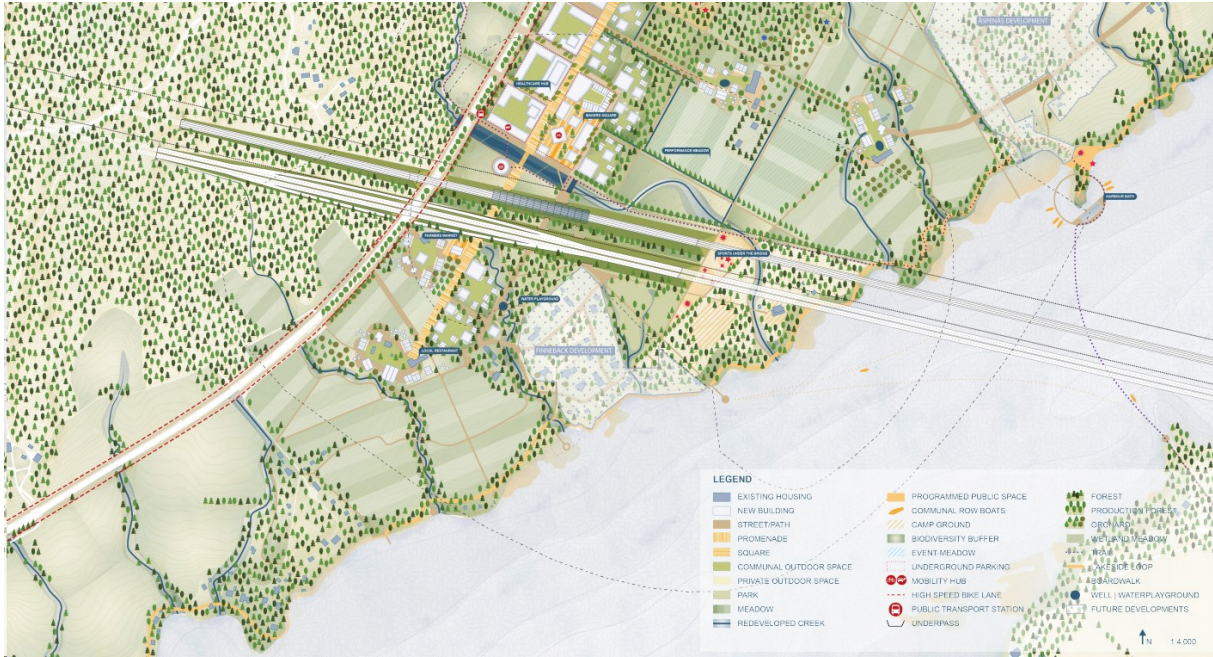 ASPENÄS DEVELOPMENT
HEALTHCARE HUB
MAKERS SQUARE
PERFORMANCE MEADOW
HARBOUR BATH
FARMERS MARKET
SPORTS UNDER THE BRIDGE
WATER PLAYGROUND
LOCAL RESTAURANT
FINNEBACK DEVELOPMENT
LEGEND
EXISTING HOUSING
NEW BUILDING
STREET/PATH
PROMENADE
SQUARE
COMMUNAL OUTDOOR SPACE
PRIVATE OUTDOOR SPACE
PARK
MEADOW
REDEVELOPED CREEK
PROGRAMMED PUBLIC SPACE
COMMUNAL ROW BOATS
CAMP GROUND
BIODIVERSITY BUFFER
EVENT MEADOW
UNDERGROUND PARKING
MOBILITY HUB
HIGH SPEED BIKE LANE
PUBLIC TRANSPORT STATION
UNDERPASS
FOREST
PRODUCTION FOREST
ORCHARD
WETLAND MEADOW
TRAIL
LAKESIDE LOOP
BOARDWALK
WELL | WATERPLAYGROUND
FUTURE DEVELOPMENTS
N 1:4 000